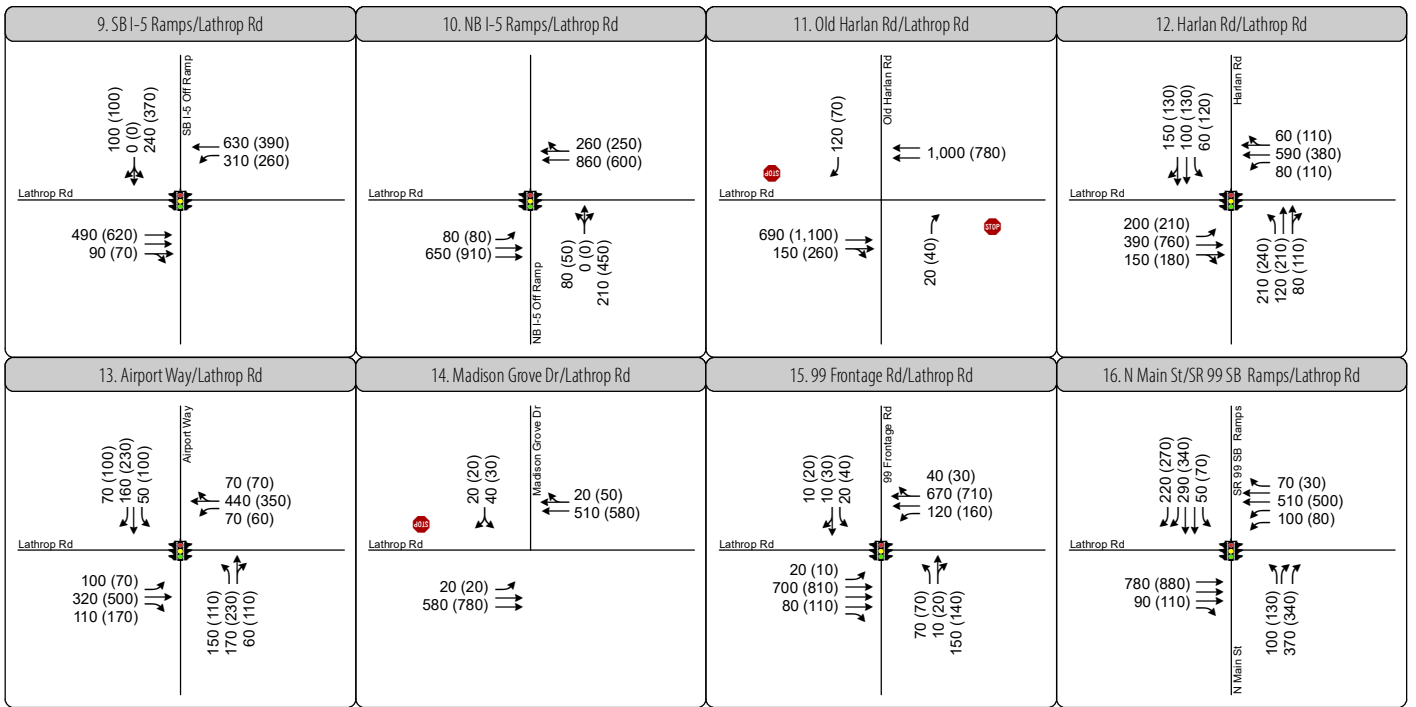 9. SB I-5 Ramps/Lathrop Rd
100 (100)
0 (0)
240 (370)
SB I-5 Off Ramp
630 (390)
310 (260)
Lathrop Rd
490 (620)
90 (70)
10. NB I-5 Ramps/Lathrop Rd
260 (250)
860 (600)
Lathrop Rd
80 (80)
650 (910)
NB I-5 Off Ramp
80 (50)
0 (0)
210 (450)
11. Old Harlan Rd/Lathrop Rd
120 (70)
Old Harlan Rd
1,000 (780)
STOP
Lathrop Rd
690 (1,100)
150 (260)
20 (40)
STOP
12. Harlan Rd/Lathrop Rd
150 (130)
100 (130)
60 (120)
Harlan Rd
60 (110)
590 (380)
80 (110)
Lathrop Rd
200 (210)
390 (760)
150 (180)
210 (240)
120 (210)
80 (110)
13. Airport Way/Lathrop Rd
70 (100)
160 (230)
50 (100)
Airport Way
70 (70)
440 (350)
70 (60)
Lathrop Rd
100 (70)
320 (500)
110 (170)
150 (110)
170 (230)
60 (110)
14. Madison Grove Dr/Lathrop Rd
20 (20)
40 (30)
Madison Grove Dr
20 (50)
510 (580)
STOP
Lathrop Rd
20 (20)
580 (780)
15. 99 Frontage Rd/Lathrop Rd
10 (20)
10 (30)
20 (40)
99 Frontage Rd
40 (30)
670 (710)
120 (160)
Lathrop Rd
20 (10)
700 (810)
80 (110)
70 (70)
10 (20)
150 (140)
16. N Main St/SR 99 SB Ramps/Lathrop Rd
220 (270)
290 (340)
50 (70)
SR 99 SB Ramps
70 (30)
510 (500)
100 (80)
Lathrop Rd
780 (880)
90 (110)
N Main St
100 (130)
370 (340)